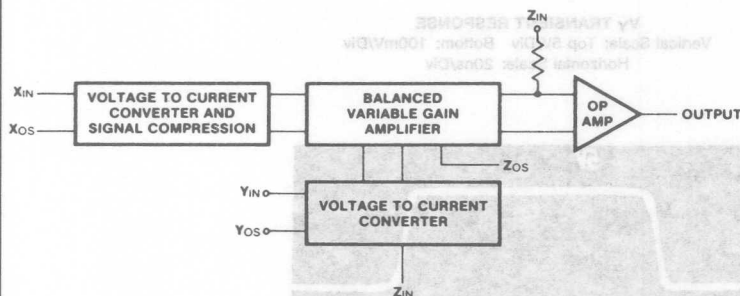 ZIN
XIN
XOS
VOLTAGE TO CURRENT
CONVERTER AND
SIGNAL COMPRESSION
BALANCED
VARIABLE GAIN
AMPLIFIER
OP
AMP
OUTPUT
ZOS
YIN
YOS
VOLTAGE TO CURRENT
CONVERTER
ZIN